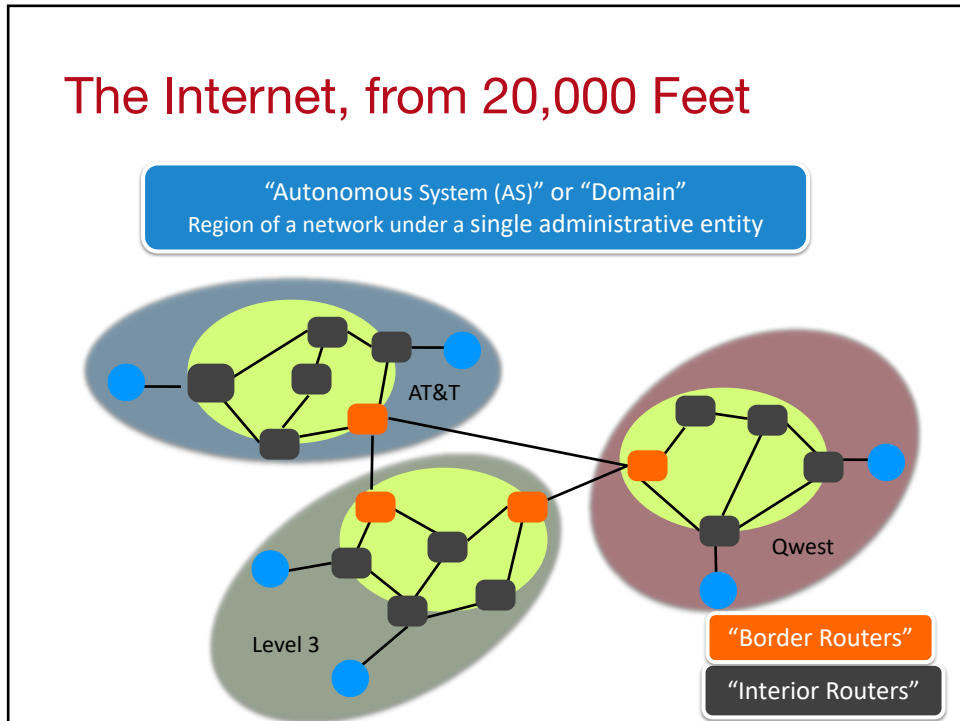 The Internet, from 20,000 Feet
“Autonomous System (AS)” or “Domain”
Region of a network under a single administrative entity
AT&T
Qwest
Level 3
“Border Routers”
“Interior Routers”